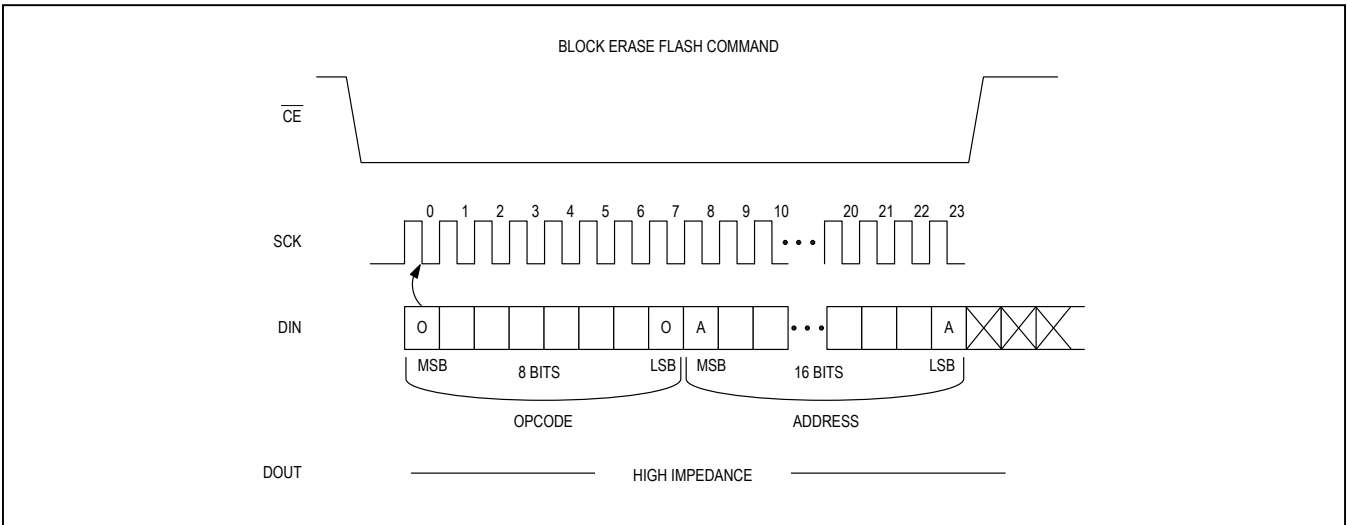 BLOCK ERASE FLASH COMMAND
CE
0 1 2 3 4 5 6 7 8 9 10 20 21 22 23
SCK
DIN O O A A
MSB 8 BITS LSB MSB 16 BITS LSB
OPCODE ADDRESS
DOUT HIGH IMPEDANCE